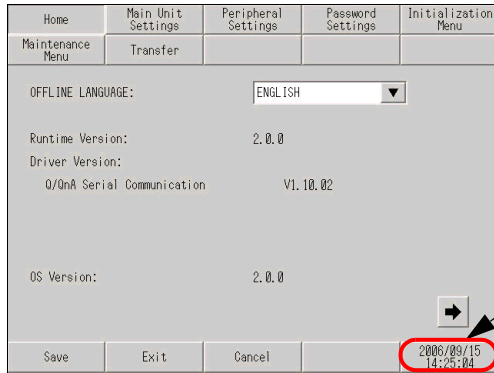 Home
Main Unit
Settings
Peripheral
Settings
Password
Settings
Initialization
Menu
Maintenance
Menu
Transfer
OFFLINE LANGUAGE:
ENGLISH
Runtime Version:
2.0.0
Driver Version:
Q/QnA Serial Communication
V1.10.02
OS Version:
2.0.0
Save
Exit
Cancel
2006/09/15
14:25:04